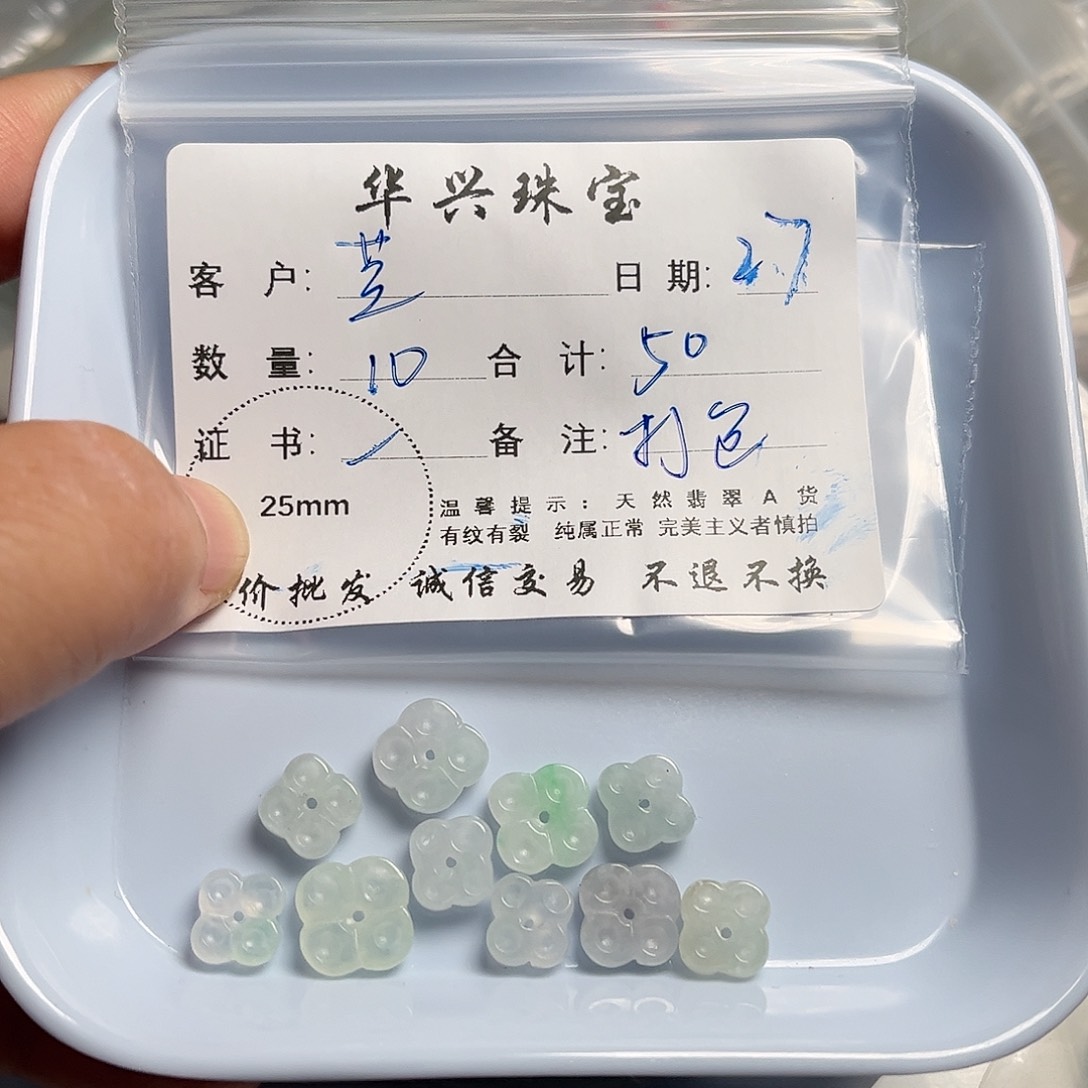 华兴珠宝
客 户: 芝 日 期: 27
数 量: 10 合 计: 50
证 书: / 备 注: 打包
25mm
温馨提示：天然翡翠A货
有纹有裂 纯属正常 完美主义者慎拍
价批发 诚信交易 不退不换